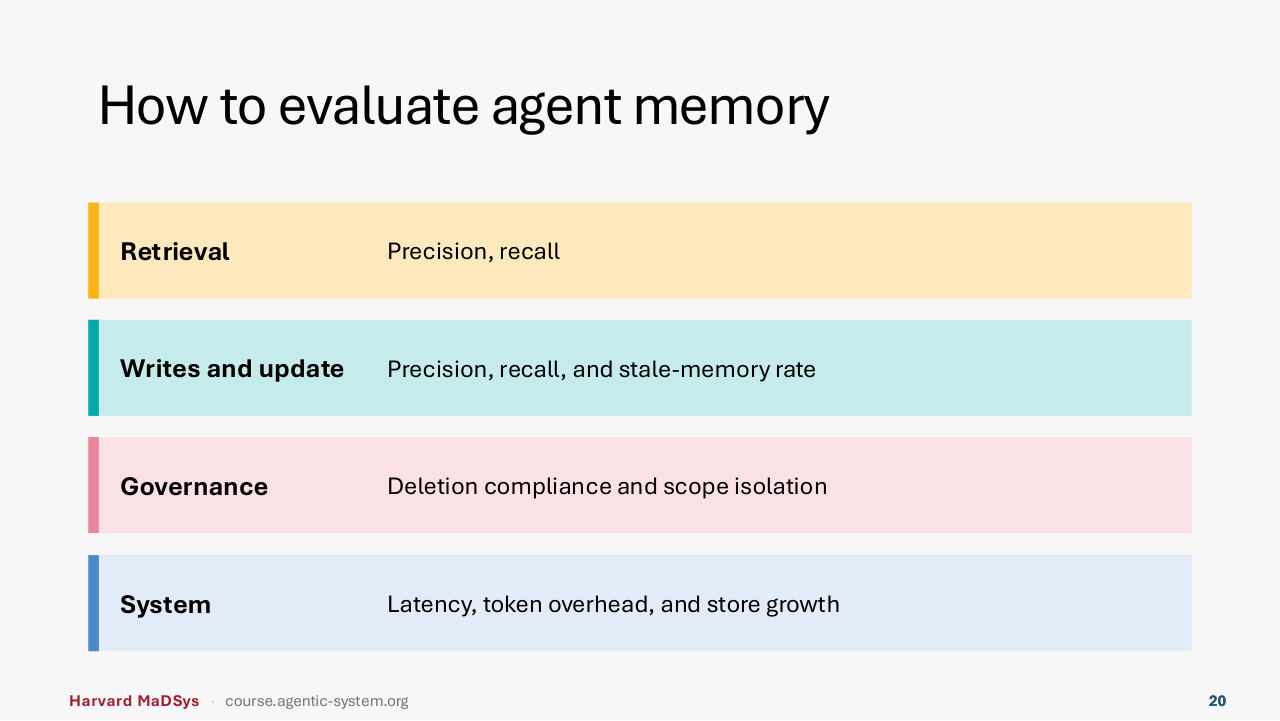 How to evaluate agent memory
Retrieval Precision, recall
Writes and update Precision, recall, and stale-memory rate
Governance Deletion compliance and scope isolation
System Latency, token overhead, and store growth
Harvard MaDSys · course.agentic-system.org 20